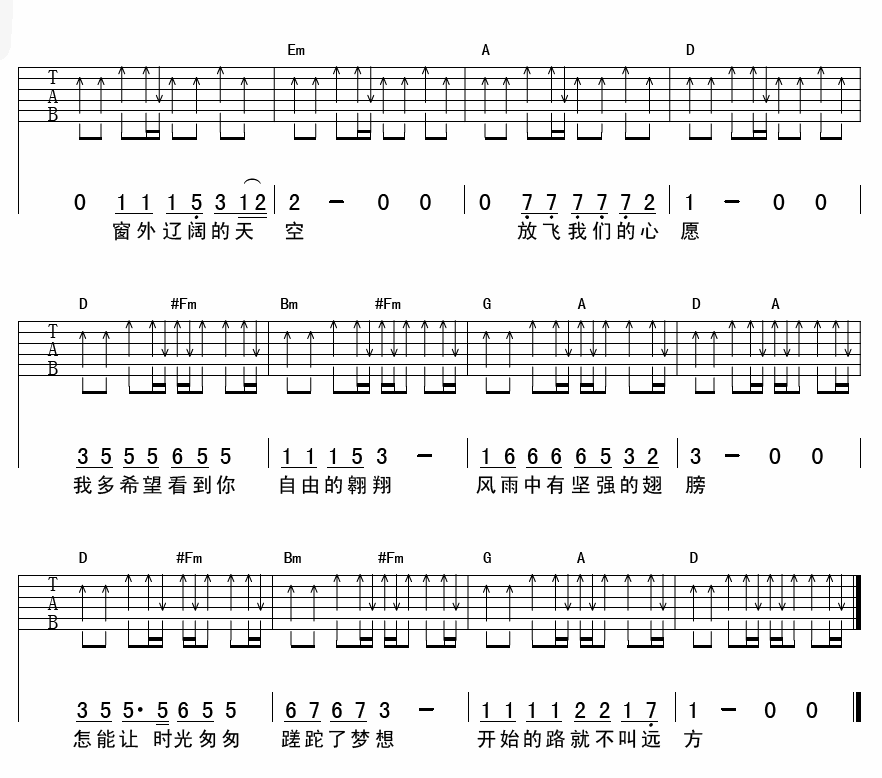 Em A D
T
A
B
0 1 1 1 5 3 1 2 2 - 0 0 0 7 7 7 7 7 2 1 - 0 0
窗外辽阔的天空 放飞我们的心愿
D #Fm Bm #Fm G A D A
T
A
B
3 5 5 5 6 5 5 1 1 1 5 3 - 1 6 6 6 6 5 3 2 3 - 0 0
我多希望看到你 自由的翱翔 风雨中有坚强的翅膀
D #Fm Bm #Fm G A D
T
A
B
3 5 5· 5 6 5 5 6 7 6 7 3 - 1 1 1 1 2 2 1 7 1 - 0 0
怎能让 时光匆匆 蹉跎了梦想 开始的路就不叫远方